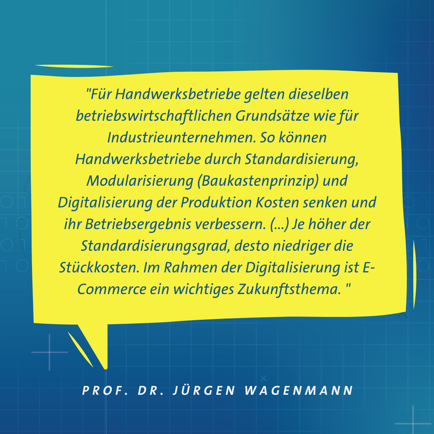 "Für Handwerksbetriebe gelten dieselben
betriebswirtschaftlichen Grundsätze wie für
Industrieunternehmen. So können
Handwerksbetriebe durch Standardisierung,
Modularisierung (Baukastenprinzip) und
Digitalisierung der Produktion Kosten senken und
ihr Betriebsergebnis verbessern. (...) Je höher der
Standardisierungsgrad, desto niedriger die
Stückkosten. Im Rahmen der Digitalisierung ist E-
Commerce ein wichtiges Zukunftsthema. "
PROF. DR. JÜRGEN WAGENMANN